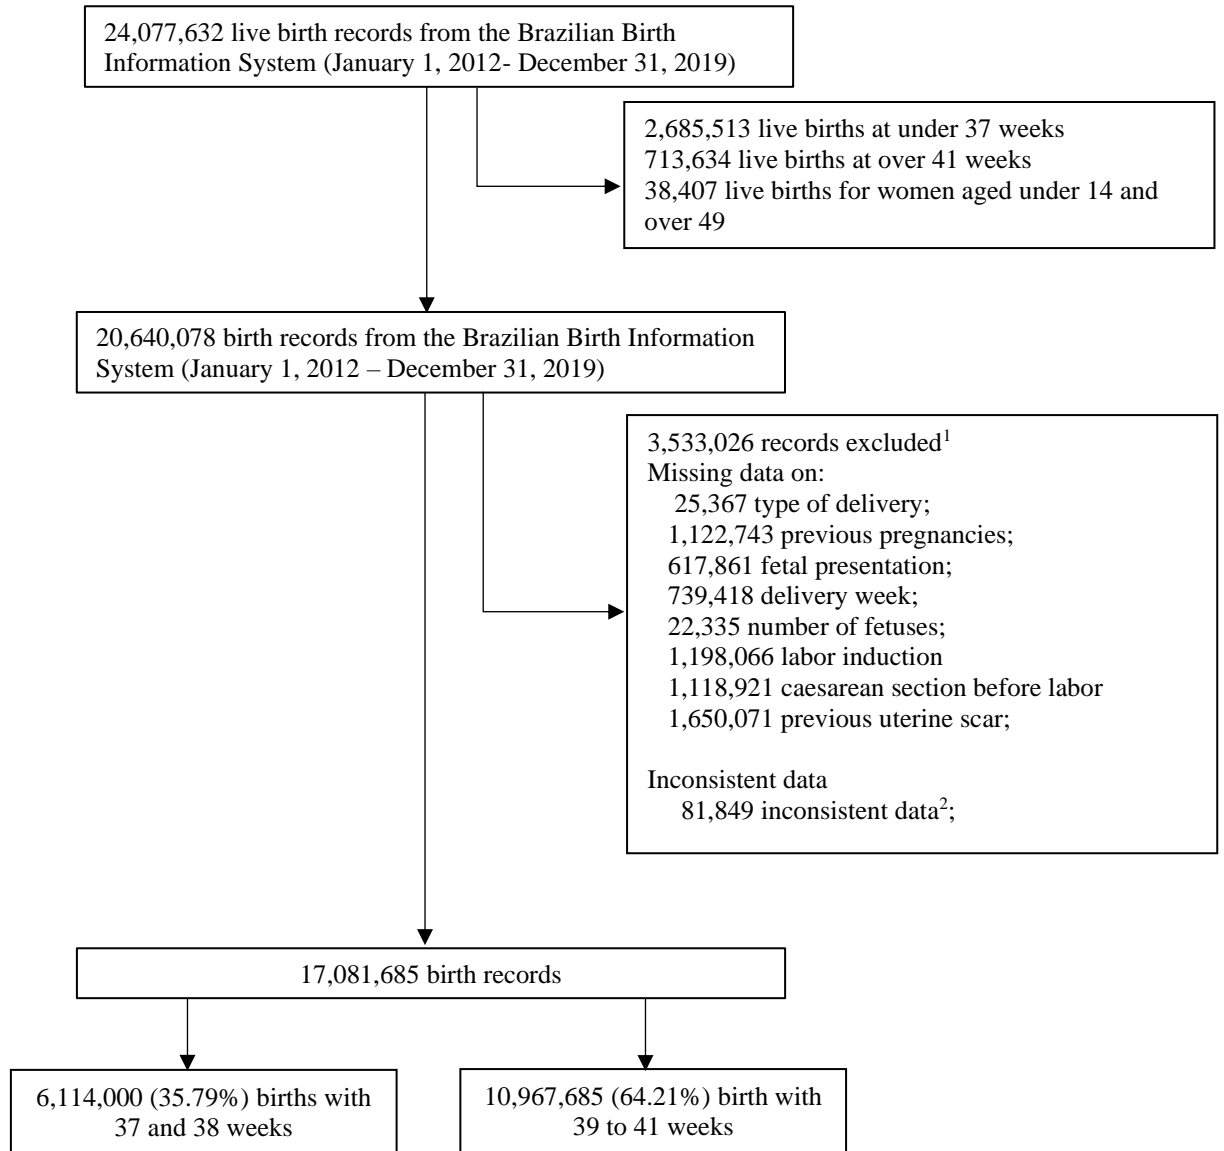 24,077,632 live birth records from the Brazilian Birth
Information System (January 1, 2012- December 31, 2019)
2,685,513 live births at under 37 weeks
713,634 live births at over 41 weeks
38,407 live births for women aged under 14 and
over 49
20,640,078 birth records from the Brazilian Birth Information
System (January 1, 2012 – December 31, 2019)
3,533,026 records excluded1
Missing data on:
25,367 type of delivery;
1,122,743 previous pregnancies;
617,861 fetal presentation;
739,418 delivery week;
22,335 number of fetuses;
1,198,066 labor induction
1,118,921 caesarean section before labor
1,650,071 previous uterine scar;
Inconsistent data
81,849 inconsistent data2;
17,081,685 birth records
6,114,000 (35.79%) births with
37 and 38 weeks
10,967,685 (64.21%) birth with
39 to 41 weeks